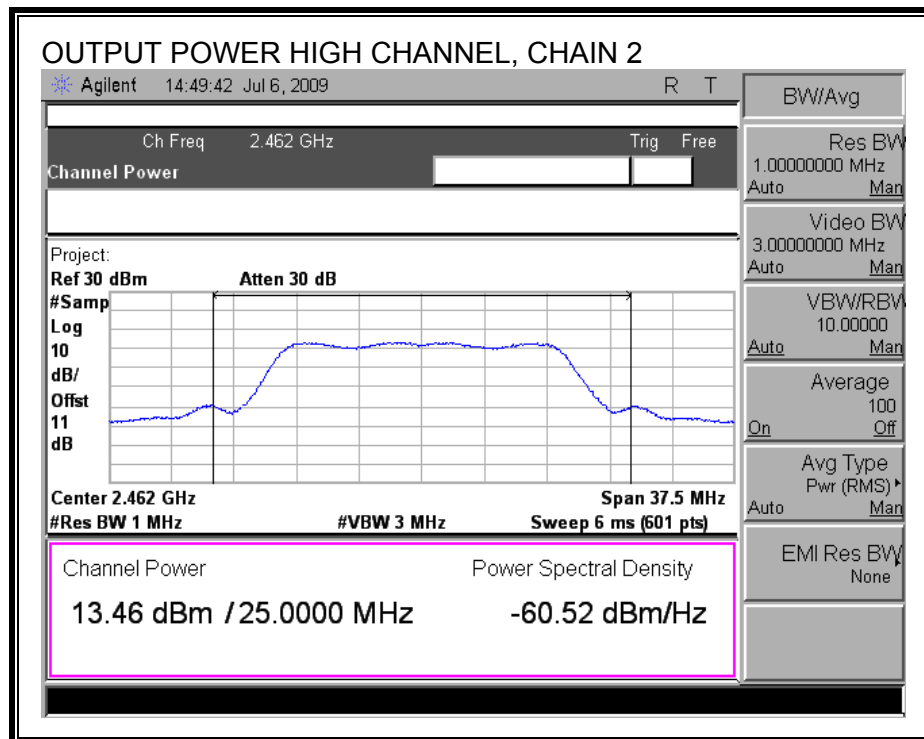 OUTPUT POWER HIGH CHANNEL, CHAIN 2
Agilent 14:49:42 Jul 6, 2009 R T
Ch Freq 2.462 GHz Trig Free
Channel Power
Project:
Ref 30 dBm Atten 30 dB
#Samp
Log
10
dB/
Offst
11
dB
Center 2.462 GHz Span 37.5 MHz
#Res BW 1 MHz #VBW 3 MHz Sweep 6 ms (601 pts)
Channel Power Power Spectral Density
13.46 dBm / 25.0000 MHz -60.52 dBm/Hz
BW/Avg
Res BW
1.00000000 MHz
Auto Man
Video BW
3.00000000 MHz
Auto Man
VBW/RBW
10.00000
Auto Man
Average
100
On Off
Avg Type
Pwr (RMS)
Auto Man
EMI Res BW
None